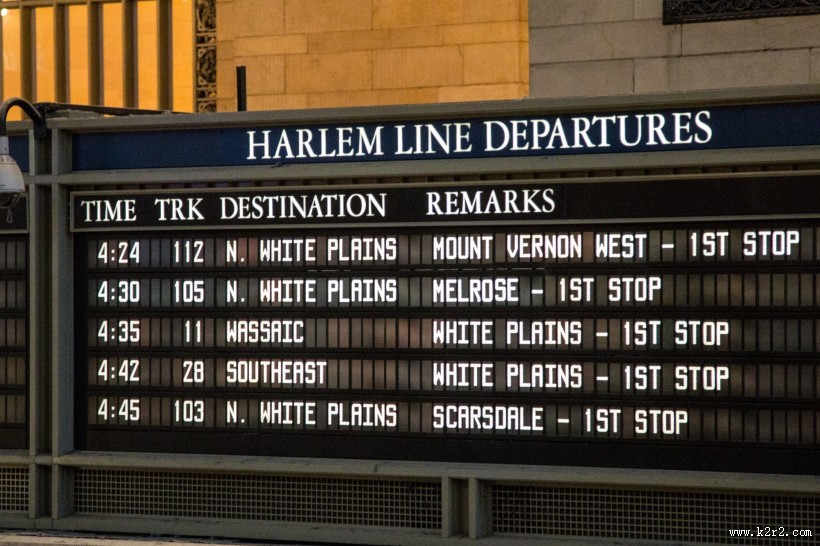 HARLEM LINE DEPARTURES
TIME TRK DESTINATION REMARKS
4:24 112 N. WHITE PLAINS MOUNT VERNON WEST - 1ST STOP
4:30 105 N. WHITE PLAINS MELROSE - 1ST STOP
4:35 11 WASSAIC WHITE PLAINS - 1ST STOP
4:42 28 SOUTHEAST WHITE PLAINS - 1ST STOP
4:45 103 N. WHITE PLAINS SCARSDALE - 1ST STOP
www.k2r2.com